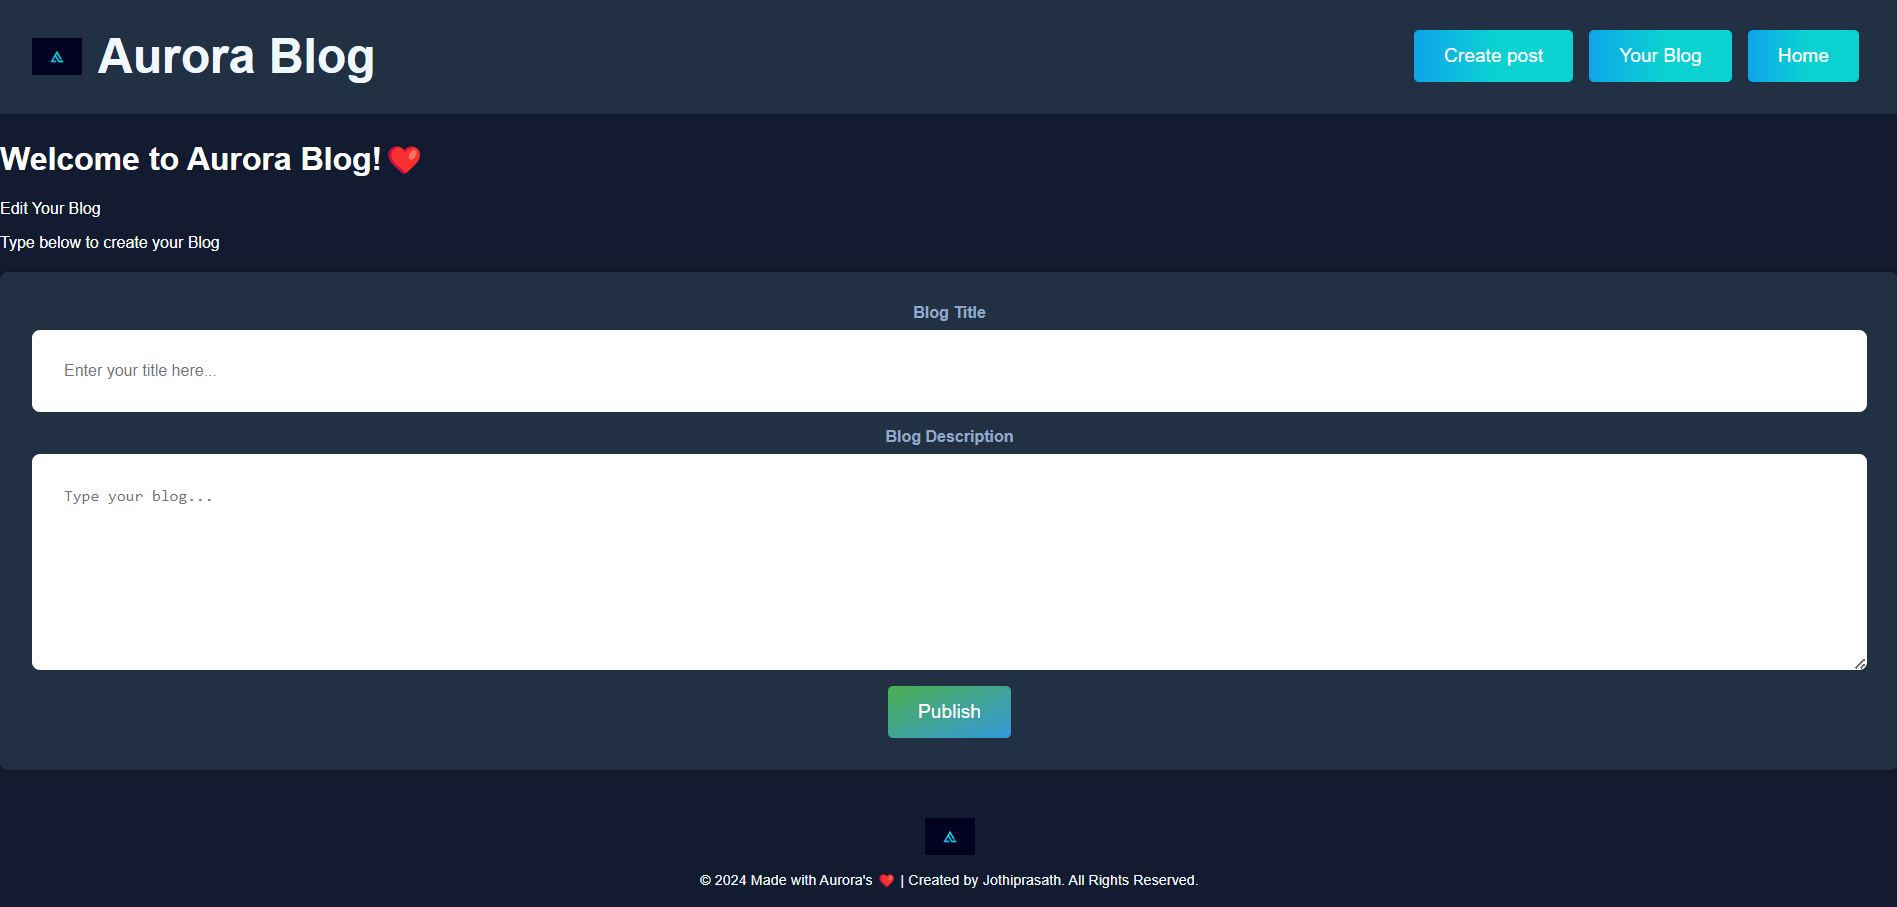 Aurora Blog
Create post
Your Blog
Home
Welcome to Aurora Blog! ❤️
Edit Your Blog
Type below to create your Blog
Blog Title
Enter your title here...
Blog Description
Type your blog...
Publish
© 2024 Made with Aurora's ❤️ | Created by Jothiprasath. All Rights Reserved.